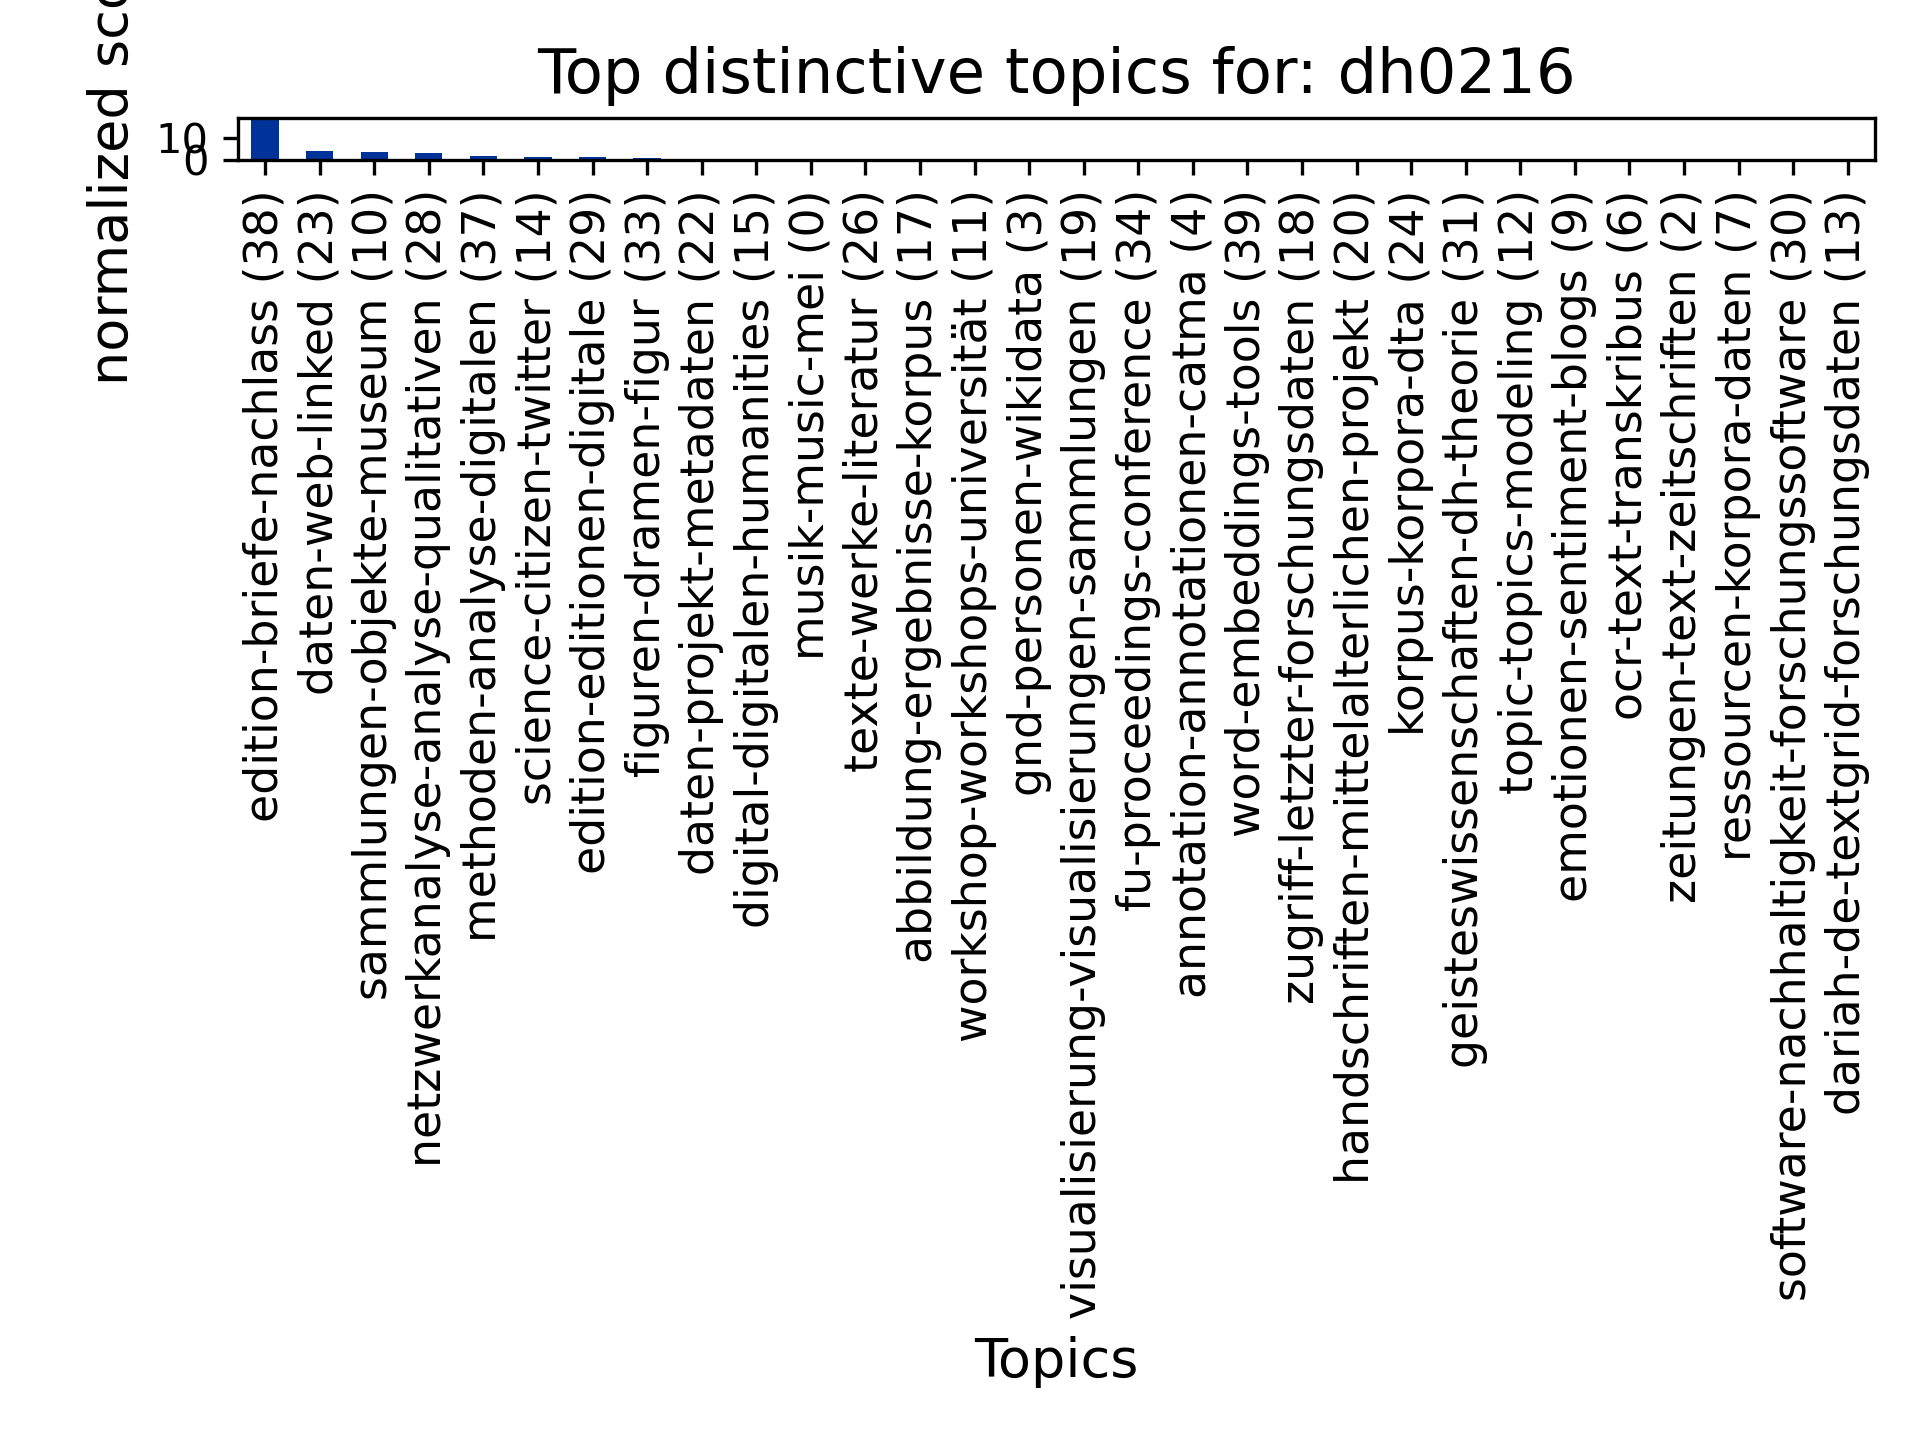 Top distinctive topics for: dh0216
normalized sco
10
0
edition-briefe-nachlass (38)
daten-web-linked (23)
sammlungen-objekte-museum (10)
netzwerkanalyse-analyse-qualitativen (28)
methoden-analyse-digitalen (37)
science-citizen-twitter (14)
edition-editionen-digitale (29)
figuren-dramen-figur (33)
daten-projekt-metadaten (22)
digital-digitalen-humanities (15)
musik-music-mei (0)
texte-werke-literatur (26)
abbildung-ergebnisse-korpus (17)
workshop-workshops-universität (11)
gnd-personen-wikidata (3)
visualisierung-visualisierungen-sammlungen (19)
fu-proceedings-conference (34)
annotation-annotationen-catma (4)
word-embeddings-tools (39)
zugriff-letzter-forschungsdaten (18)
handschriften-mittelalterlichen-projekt (20)
korpus-korpora-dta (24)
geisteswissenschaften-dh-theorie (31)
topic-topics-modeling (12)
emotionen-sentiment-blogs (9)
ocr-text-transkribus (6)
zeitungen-text-zeitschriften (2)
ressourcen-korpora-daten (7)
software-nachhaltigkeit-forschungssoftware (30)
dariah-de-textgrid-forschungsdaten (13)
Topics